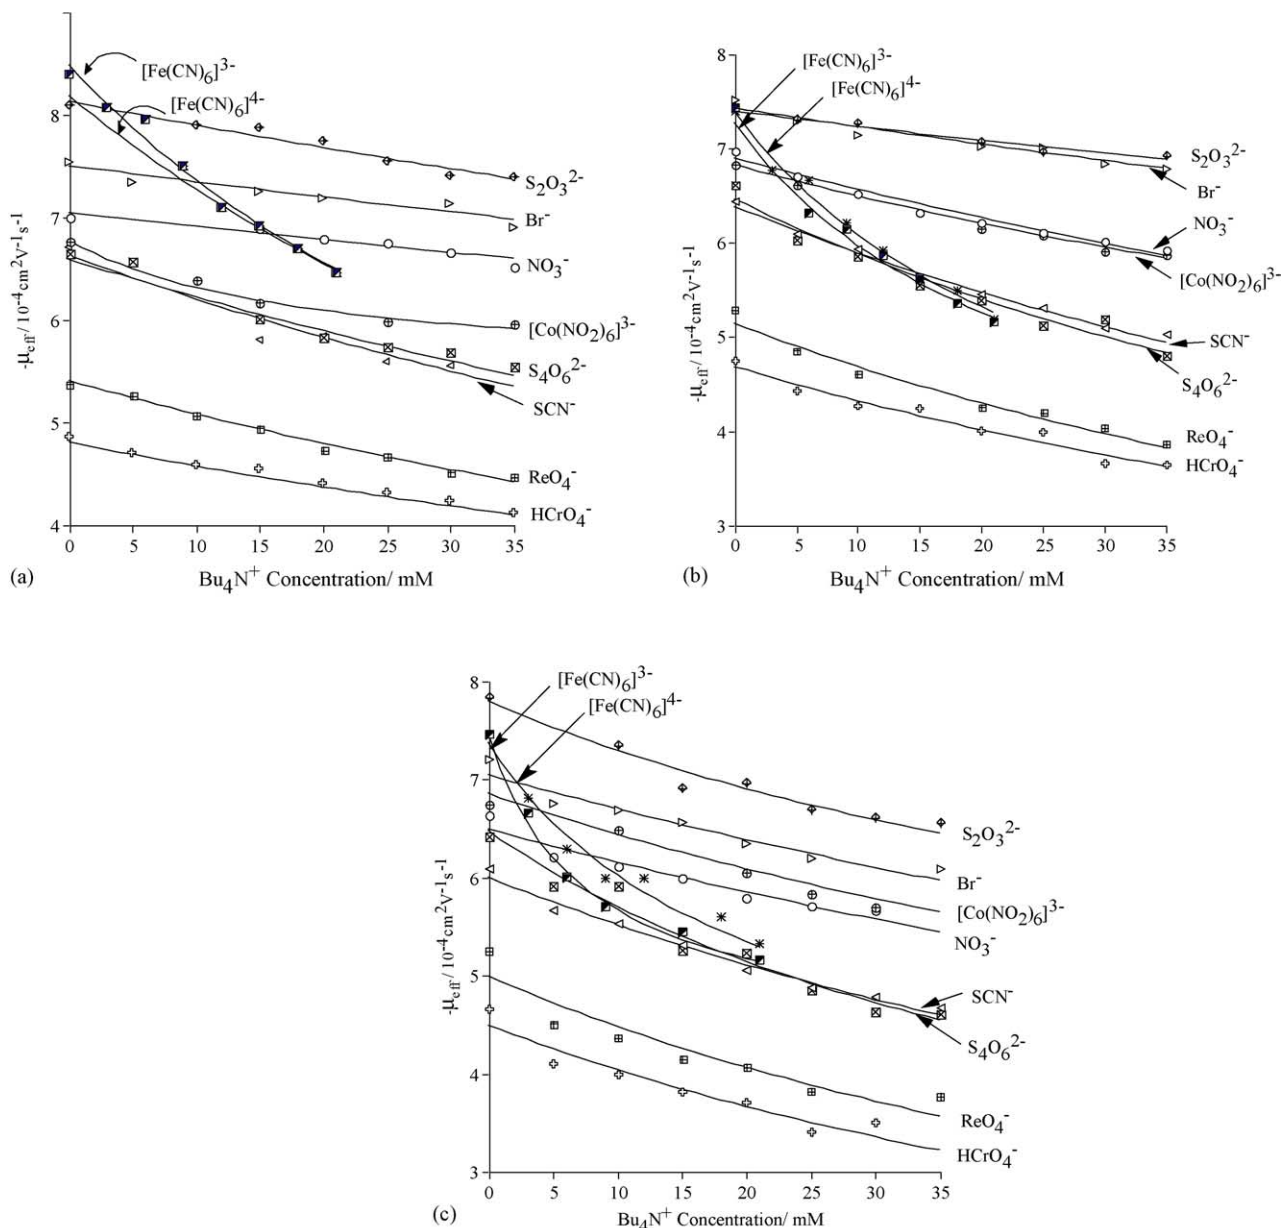 [Fe(CN)6]3-
[Fe(CN)6]4-
8
7
6
5
4
-μeff/ 10-4cm2V-1s-1
S2O32-
Br-
NO3-
[Co(NO2)6]3-
S4O62-
SCN-
ReO4-
HCrO4-
0 5 10 15 20 25 30 35
(a) Bu4N+ Concentration/ mM
[Fe(CN)6]3-
[Fe(CN)6]4-
8
7
6
5
4
3
-μeff/ 10-4cm2V-1s-1
S2O32-
Br-
NO3-
[Co(NO2)6]3-
SCN-
S4O62-
ReO4-
HCrO4-
0 5 10 15 20 25 30 35
(b) Bu4N+ Concentration/ mM
[Fe(CN)6]3-
[Fe(CN)6]4-
8
7
6
5
4
3
-μeff/ 10-4cm2V-1s-1
S2O32-
Br-
[Co(NO2)6]3-
NO3-
SCN-
S4O62-
ReO4-
HCrO4-
0 5 10 15 20 25 30 35
(c) Bu4N+ Concentration/ mM